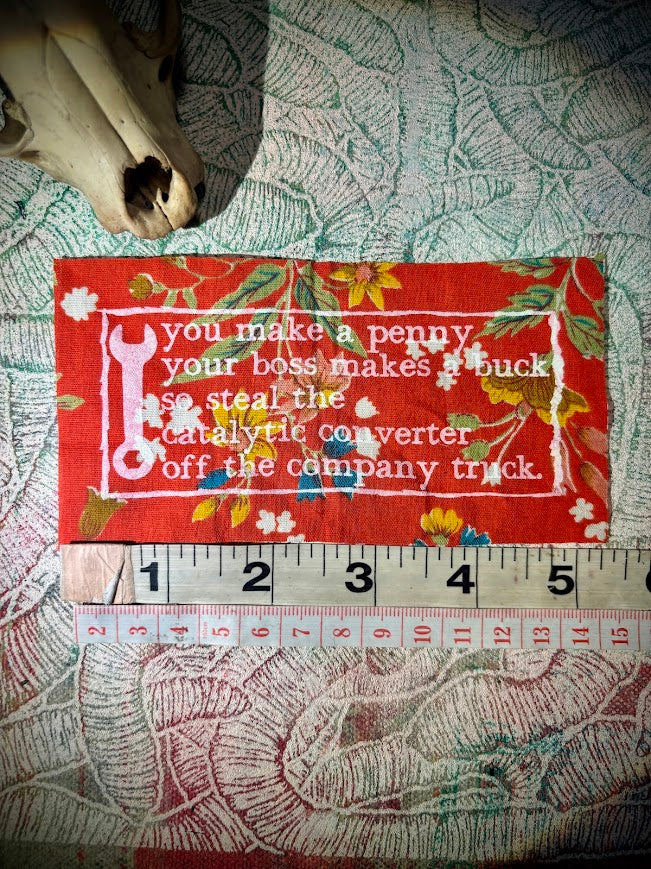 you make a penny
your boss makes a buck
so steal the
catalytic converter
off the company truck.
1 2 3 4 5
2 3 4 5 6 7 8 9 10 11 12 13 14 15